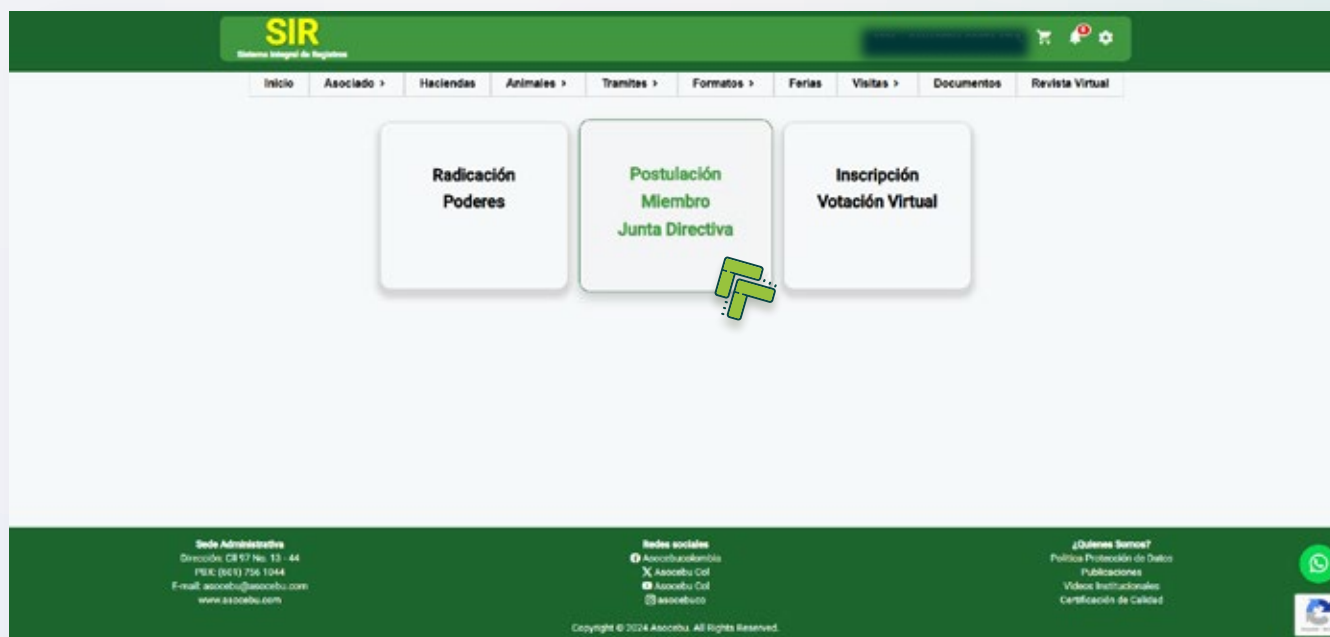 SIR
Sistema Integral de Registros
Inicio Asociado > Haciendas Animales > Tramites > Formatos > Ferias Visitas > Documentos Revista Virtual
Radicación
Poderes
Postulación
Miembro
Junta Directiva
Inscripción
Votación Virtual
Sede Administrativa
Dirección: Cll 97 No. 13 - 44
PBX: (601) 756 1044
E-mail: asocebu@asocebu.com
www.asocebu.com
Redes sociales
Asocebucolombia
Asocebu Col
Asocebu Col
asocebuco
¿Quienes Somos?
Política Protección de Datos
Publicaciones
Videos Institucionales
Certificación de Calidad
Copyright © 2024 Asocebu. All Rights Reserved.